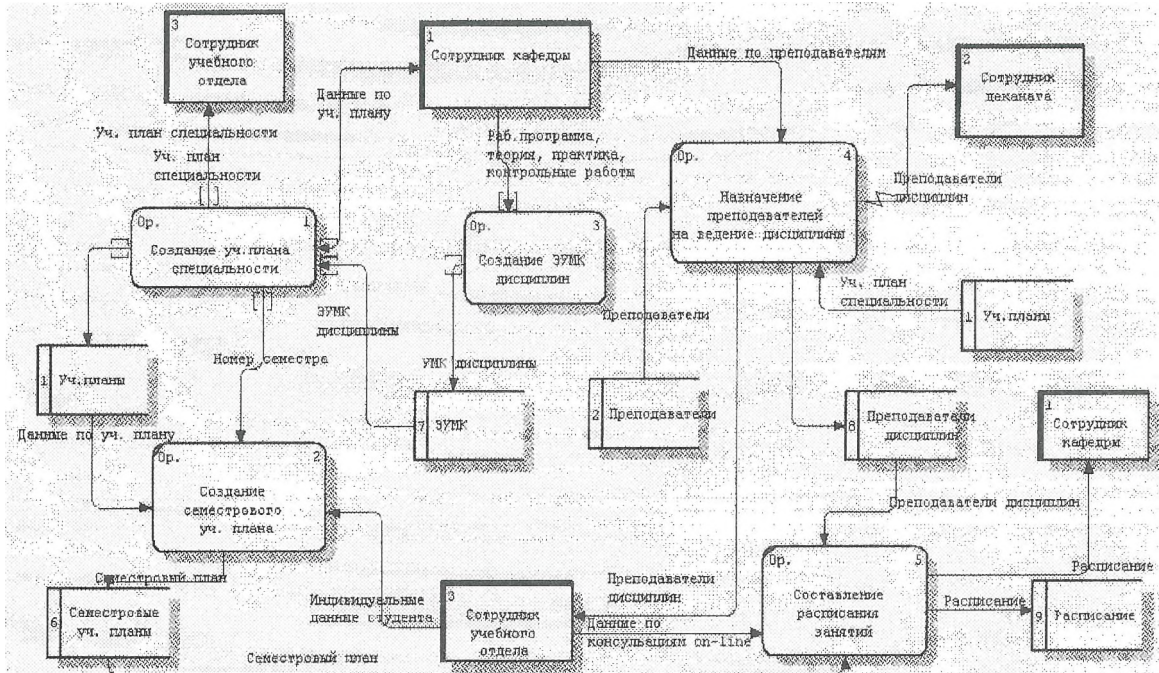 3
Сотрудник
учебного
отдела
1
Сотрудник кафедры
Данные по преподавателям
2
Сотрудник
деканата
Данные по
уч. плану
Уч. план специальности
Уч. план
специальности
Раб.программа,
теория, практика,
контрольные работы
Ор.
4
Назначение
преподавателей
на ведение дисциплины
Преподаватели
дисциплин
Ор.
1
Создание уч.плана
специальности
Ор.
3
Создание ЭУМК
дисциплин
Уч. план
специальности
1
Уч.планы
ЭУМК
дисциплины
Преподаватели
Номер семестра
УМК дисциплины
1
Уч.планы
7
ЭУМК
2
Преподаватели
8
Преподаватели
дисциплин
1
Сотрудник
кафедры
Данные по уч. плану
Ор.
2
Создание
семестрового
уч. плана
Преподаватели дисциплин
Семестровый план
6
Семестровые
уч. планы
Индивидуальные
данные студента
3
Сотрудник
учебного
отдела
Преподаватели
дисциплин
Данные по
консульациям on-line
Ор.
5
Составление
расписания
занятий
Расписание
Расписание
9
Расписание
Семестровый план